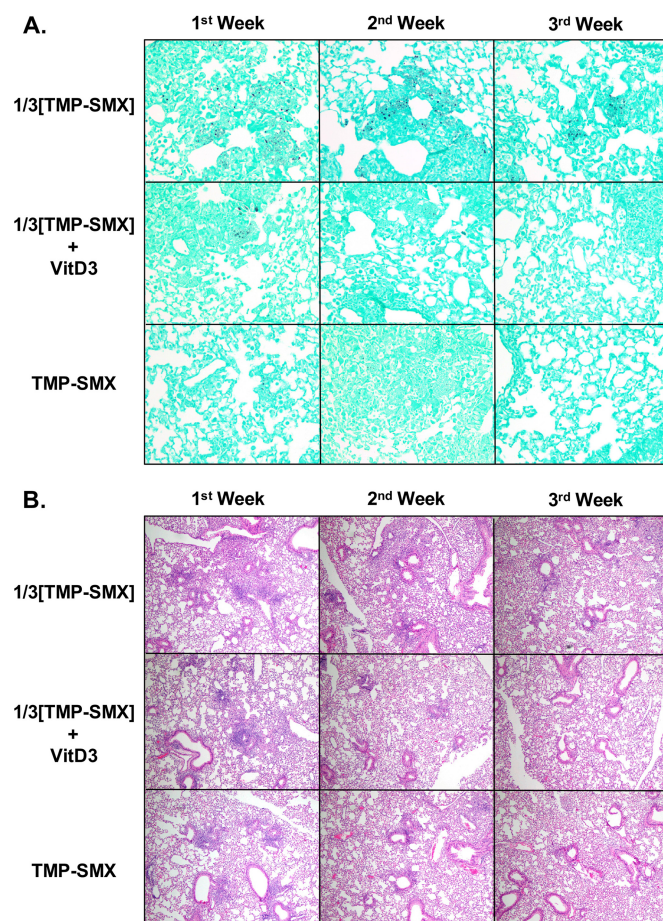 A.
1st Week 2nd Week 3rd Week
1/3[TMP-SMX]
1/3[TMP-SMX]
+
VitD3
TMP-SMX
B.
1st Week 2nd Week 3rd Week
1/3[TMP-SMX]
1/3[TMP-SMX]
+
VitD3
TMP-SMX